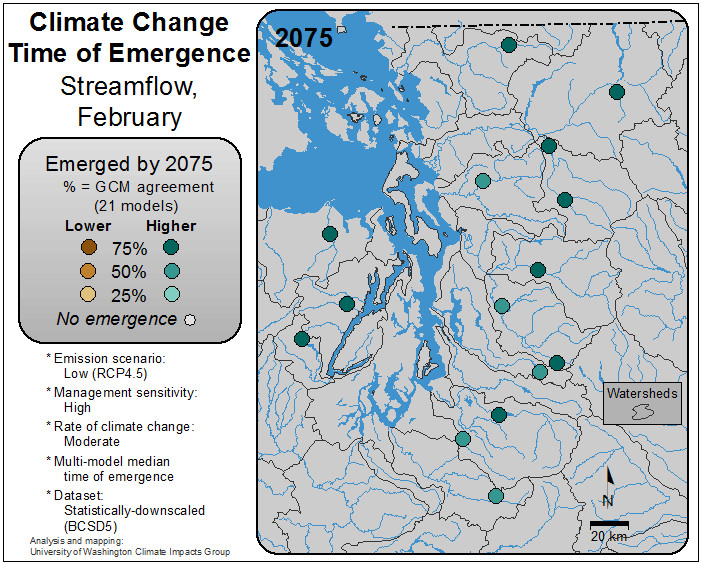 Climate Change
Time of Emergence
Streamflow,
February
Emerged by 2075
% = GCM agreement
(21 models)
Lower Higher
75%
50%
25%
No emergence
* Emission scenario:
Low (RCP4.5)
* Management sensitivity:
High
* Rate of climate change:
Moderate
* Multi-model median
time of emergence
* Dataset:
Statistically-downscaled
(BCSD5)
Analysis and mapping:
University of Washington Climate Impacts Group
2075
Watersheds
N
20 km